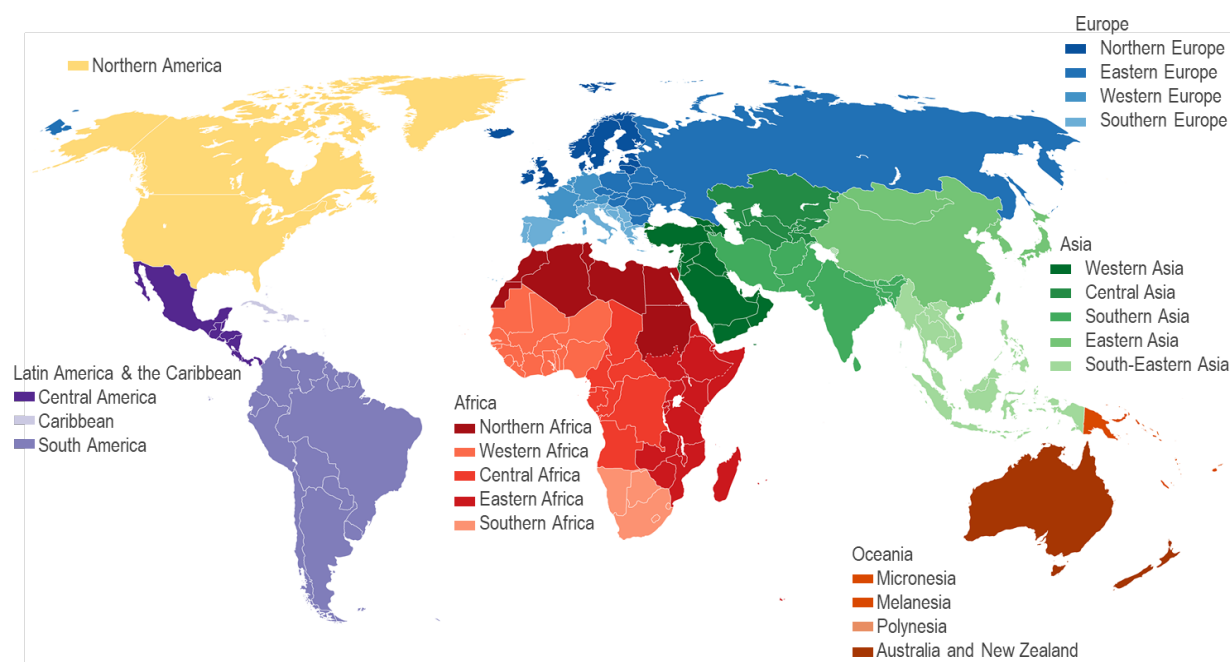 Northern America
Europe
Northern Europe
Eastern Europe
Western Europe
Southern Europe
Asia
Western Asia
Central Asia
Southern Asia
Eastern Asia
South-Eastern Asia
Latin America & the Caribbean
Central America
Caribbean
South America
Africa
Northern Africa
Western Africa
Central Africa
Eastern Africa
Southern Africa
Oceania
Micronesia
Melanesia
Polynesia
Australia and New Zealand